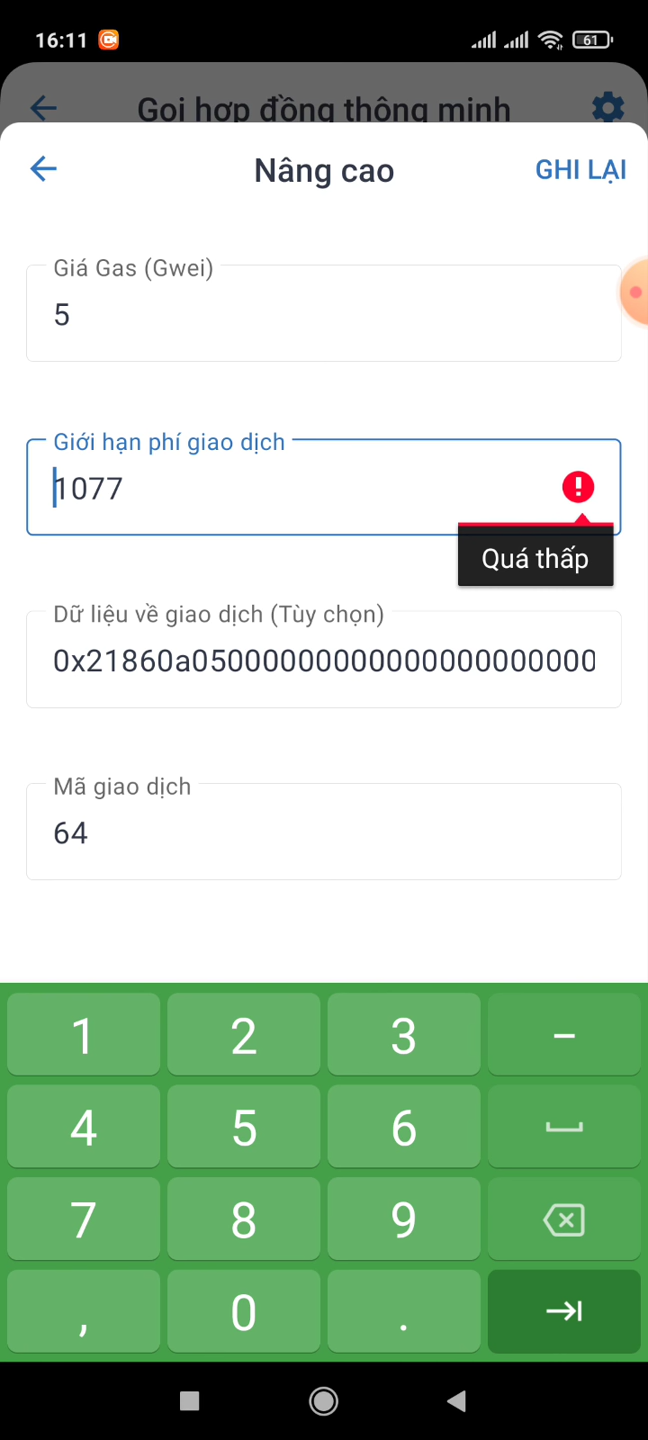 16:11
61
Gọi hợp đồng thông minh
Nâng cao
GHI LẠI
Giá Gas (Gwei)
5
Giới hạn phí giao dịch
1077
Quá thấp
Dữ liệu về giao dịch (Tùy chọn)
0x21860a05000000000000000000000
Mã giao dịch
64
1 2 3 –
4 5 6
7 8 9
, 0 .